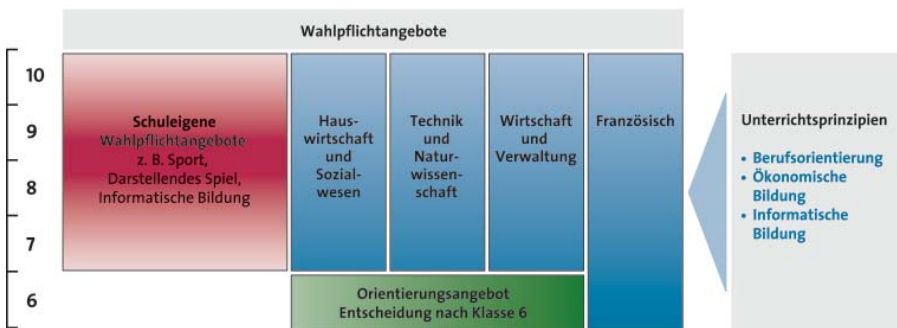 Wahlpflichtangebote
10
9
8
7
6
Schuleigene
Wahlpflichtangebote
z. B. Sport,
Darstellendes Spiel,
Informatische Bildung
Haus-
wirtschaft
und
Sozial-
wesen
Technik
und
Natur-
wissen-
schaft
Wirtschaft
und
Verwaltung
Französisch
Orientierungsangebot
Entscheidung nach Klasse 6
Unterrichtsprinzipien
• Berufsorientierung
• Ökonomische
Bildung
• Informatische
Bildung